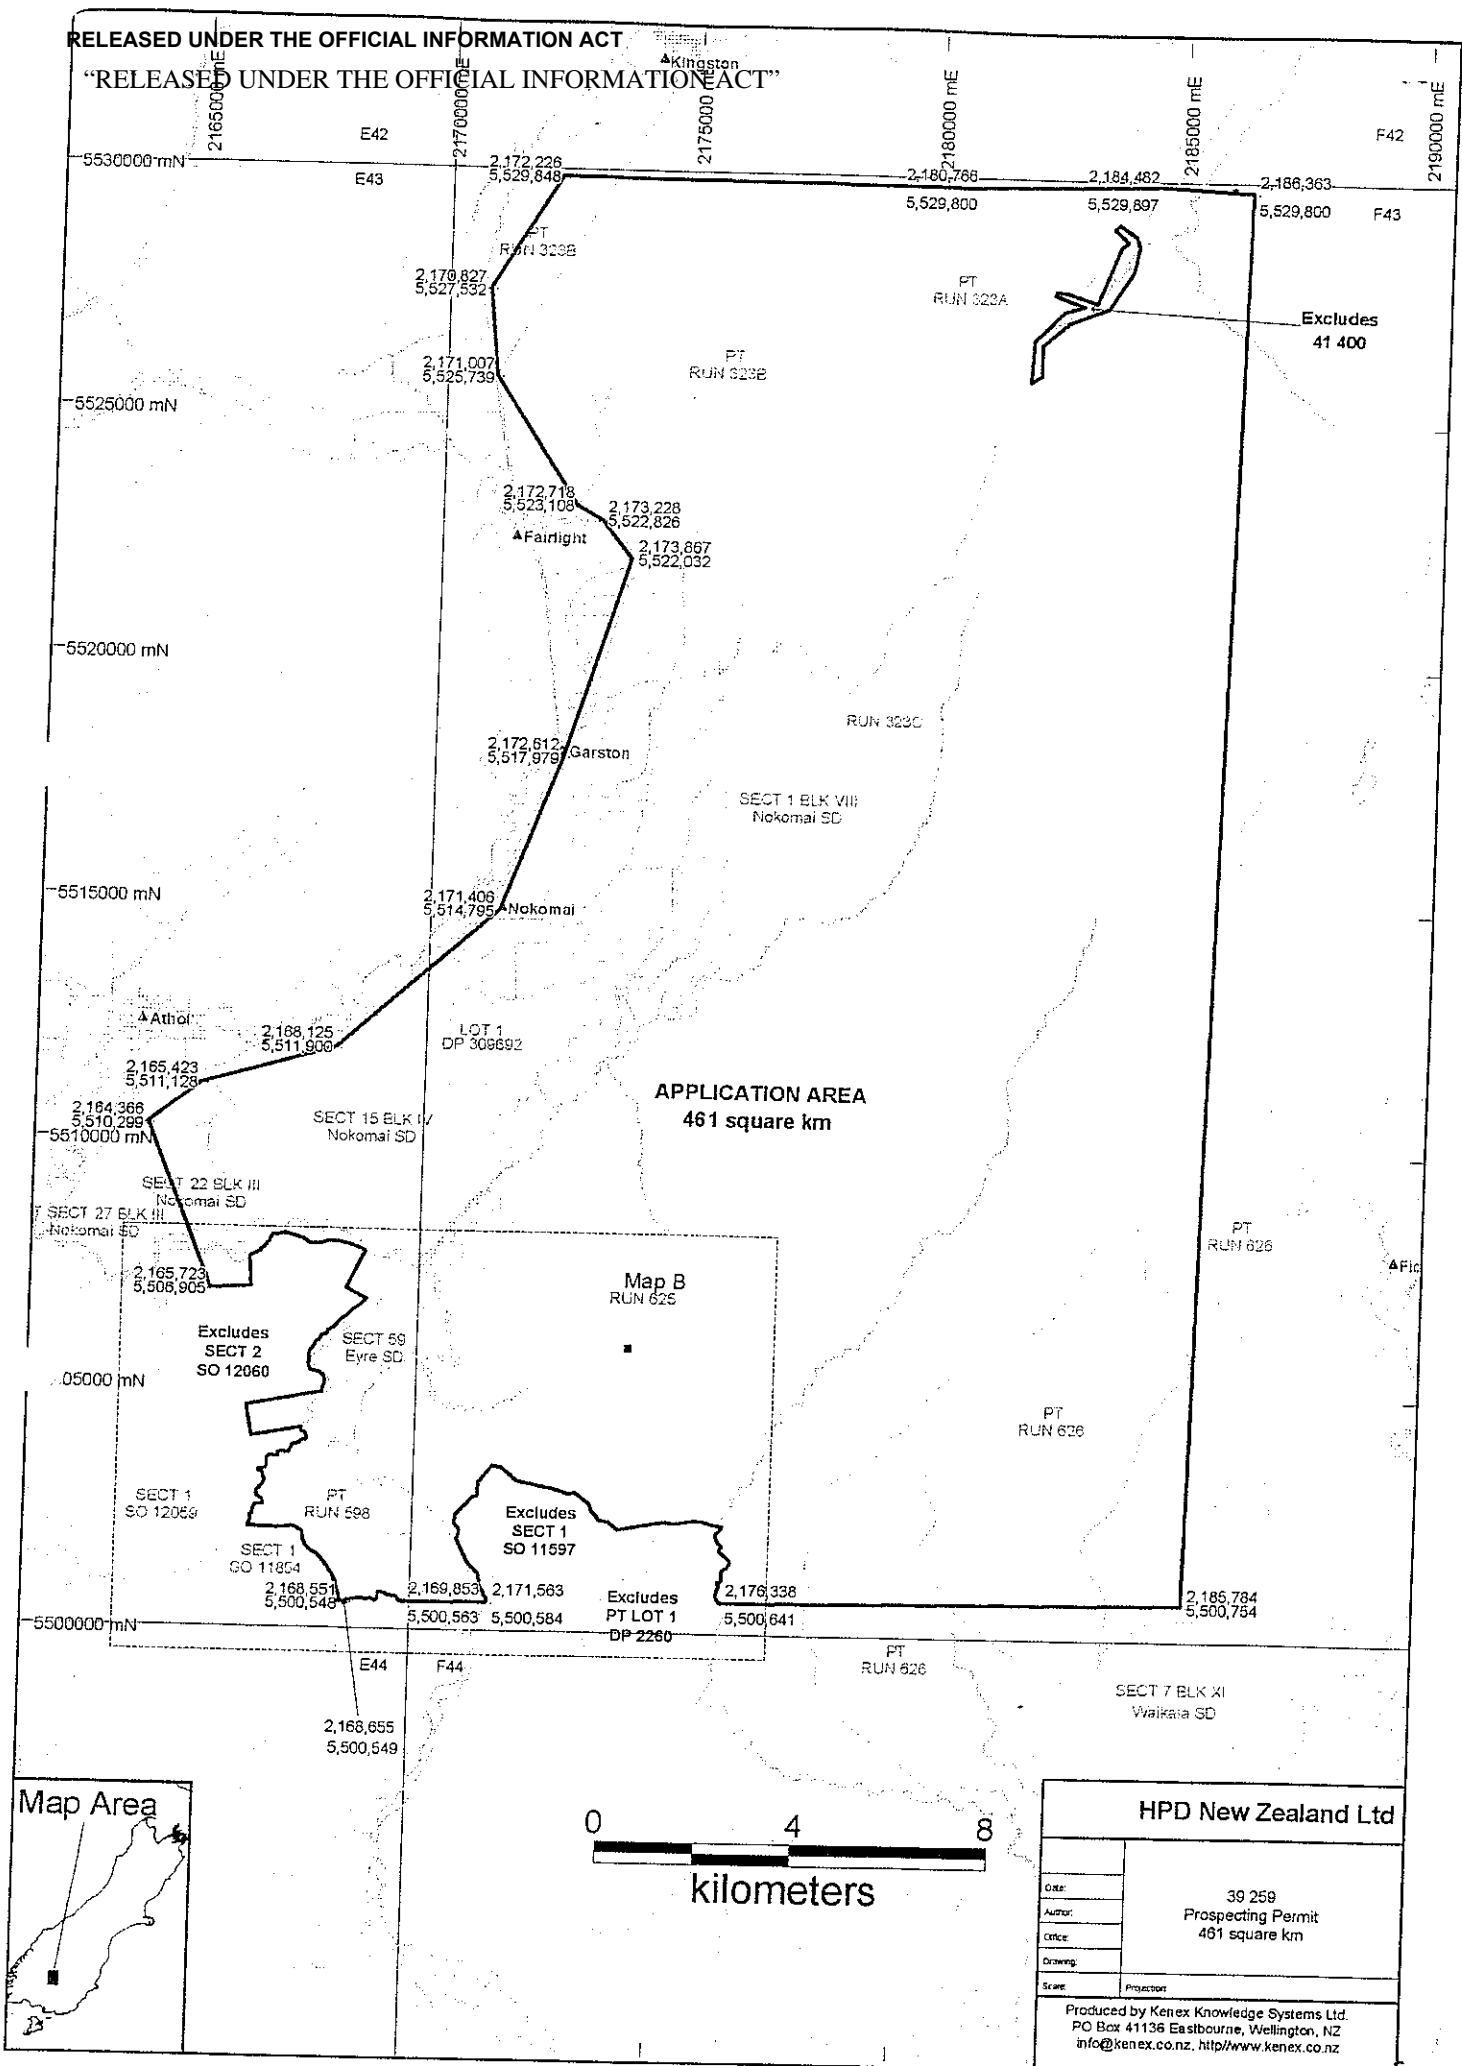 RELEASED UNDER THE OFFICIAL INFORMATION ACT
“RELEASED UNDER THE OFFICIAL INFORMATION ACT”
Kingston
2165000 mE
2170000 mE
2175000 mE
2180000 mE
2185000 mE
2190000 mE
E42
F42
5530000 mN
E43
2,172,226
5,529,848
2,180,766
5,529,800
2,184,482
5,529,897
2,186,363
5,529,800
F43
PT
RUN 323B
2,170,827
5,527,532
PT
RUN 323A
Excludes
41 400
PT
RUN 323B
2,171,007
5,525,739
5525000 mN
2,172,718
5,523,108
2,173,228
5,522,826
Fairlight
2,173,867
5,522,032
5520000 mN
RUN 323C
2,172,612
5,517,979
Garston
SECT 1 BLK VIII
Nokomai SD
5515000 mN
2,171,406
5,514,795
Nokomai
Athol
2,168,125
5,511,900
LOT 1
DP 309692
2,165,423
5,511,128
APPLICATION AREA
461 square km
2,164,366
5,510,299
5510000 mN
SECT 15 BLK IV
Nokomai SD
SECT 22 BLK III
Nokomai SD
SECT 27 BLK III
Nokomai SD
PT
RUN 626
2,165,723
5,506,905
Map B
RUN 625
Excludes
SECT 2
SO 12060
SECT 59
Eyre SD
05000 mN
PT
RUN 626
SECT 1
SO 12059
PT
RUN 598
Excludes
SECT 1
SO 11597
SECT 1
SO 11854
2,168,551
5,500,548
2,169,853
5,500,563
2,171,563
5,500,584
Excludes
PT LOT 1
DP 2260
2,176,338
5,500,641
2,185,784
5,500,754
5500000 mN
E44
F44
PT
RUN 626
SECT 7 BLK XI
Waikaia SD
2,168,655
5,500,549
Map Area
0
4
8
kilometers
HPD New Zealand Ltd
Date:
Author:
Office:
Drawing:
Scale:
Projection:
39 259
Prospecting Permit
461 square km
Produced by Kenex Knowledge Systems Ltd.
PO Box 41136 Eastbourne, Wellington, NZ
info@kenex.co.nz, http//www.kenex.co.nz